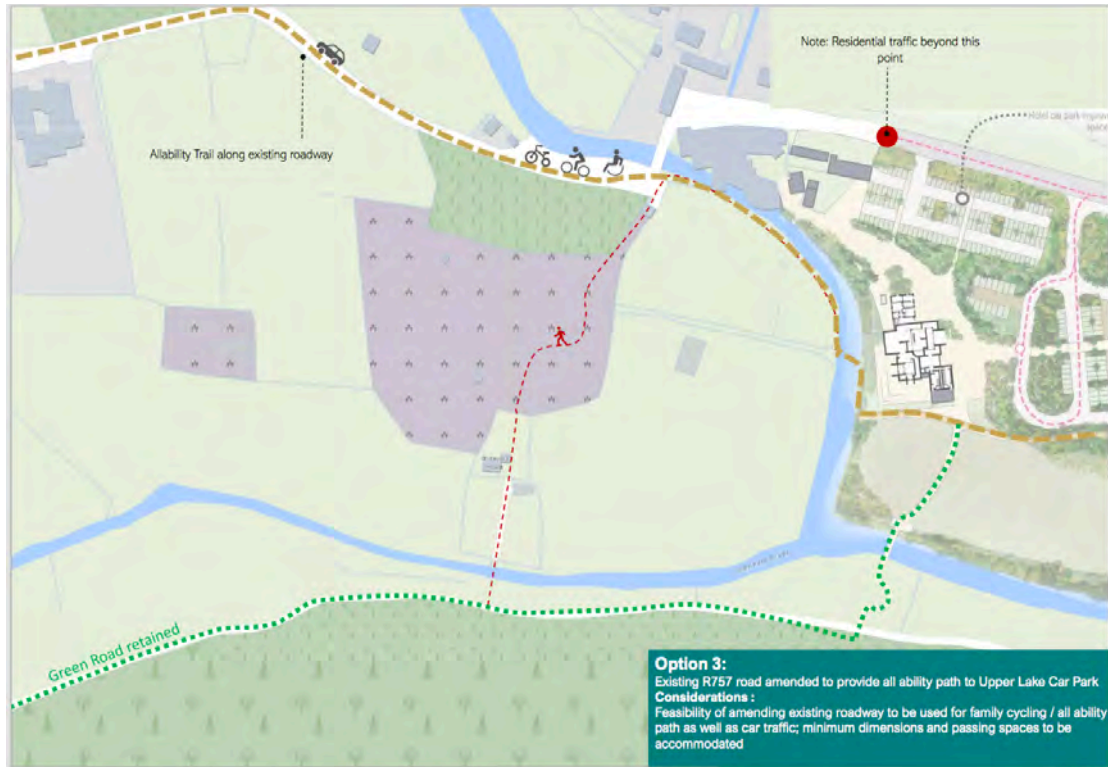 Note: Residential traffic beyond this
point
Allability Trail along existing roadway
Green Road retained
Option 3:
Existing R757 road amended to provide all ability path to Upper Lake Car Park
Considerations :
Feasibility of amending existing roadway to be used for family cycling / all ability
path as well as car traffic; minimum dimensions and passing spaces to be
accommodated